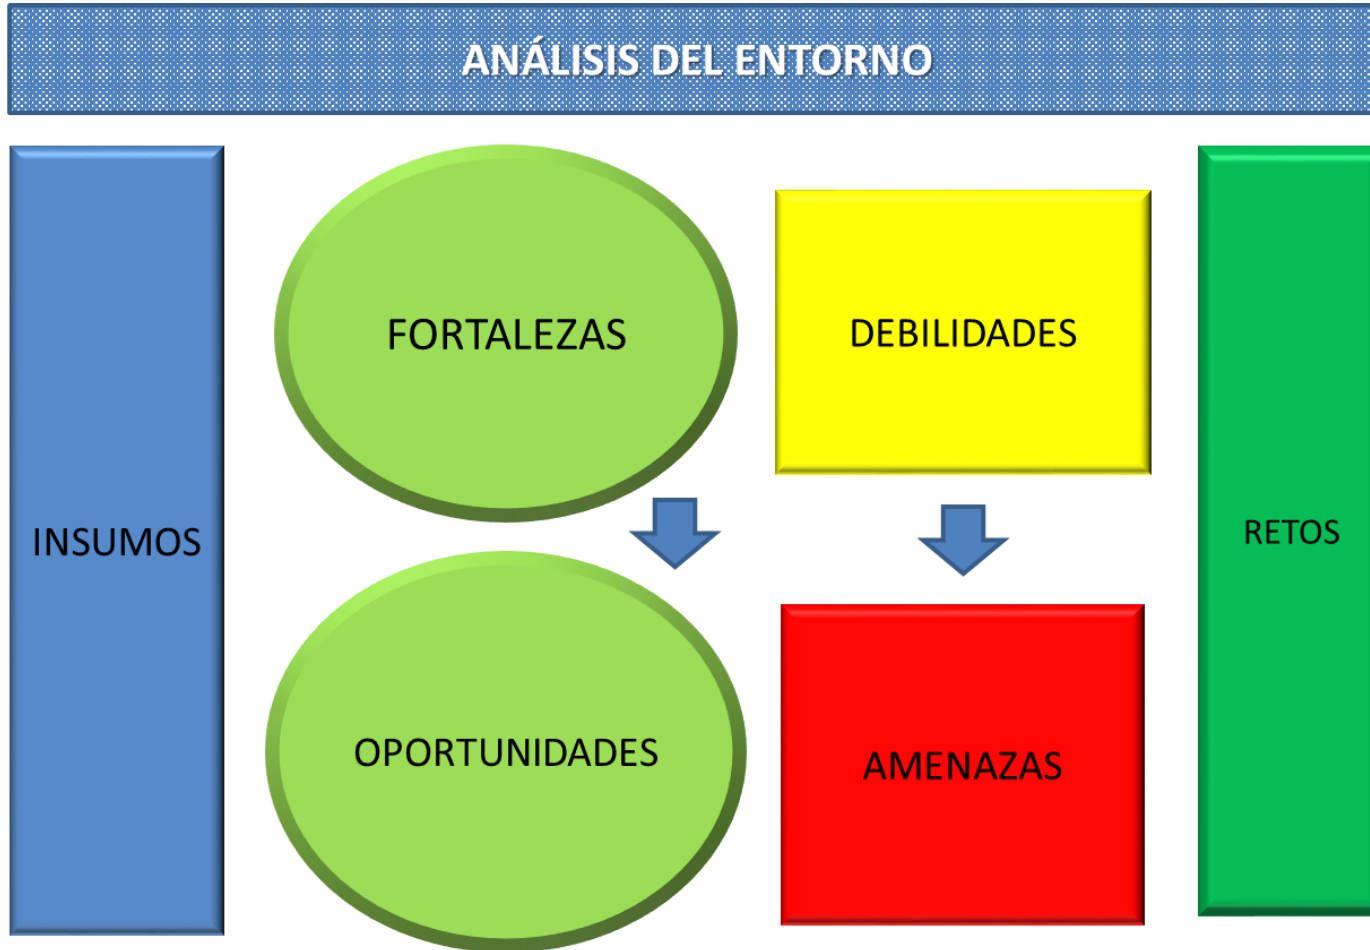 ANÁLISIS DEL ENTORNO
INSUMOS
FORTALEZAS
DEBILIDADES
OPORTUNIDADES
AMENAZAS
RETOS